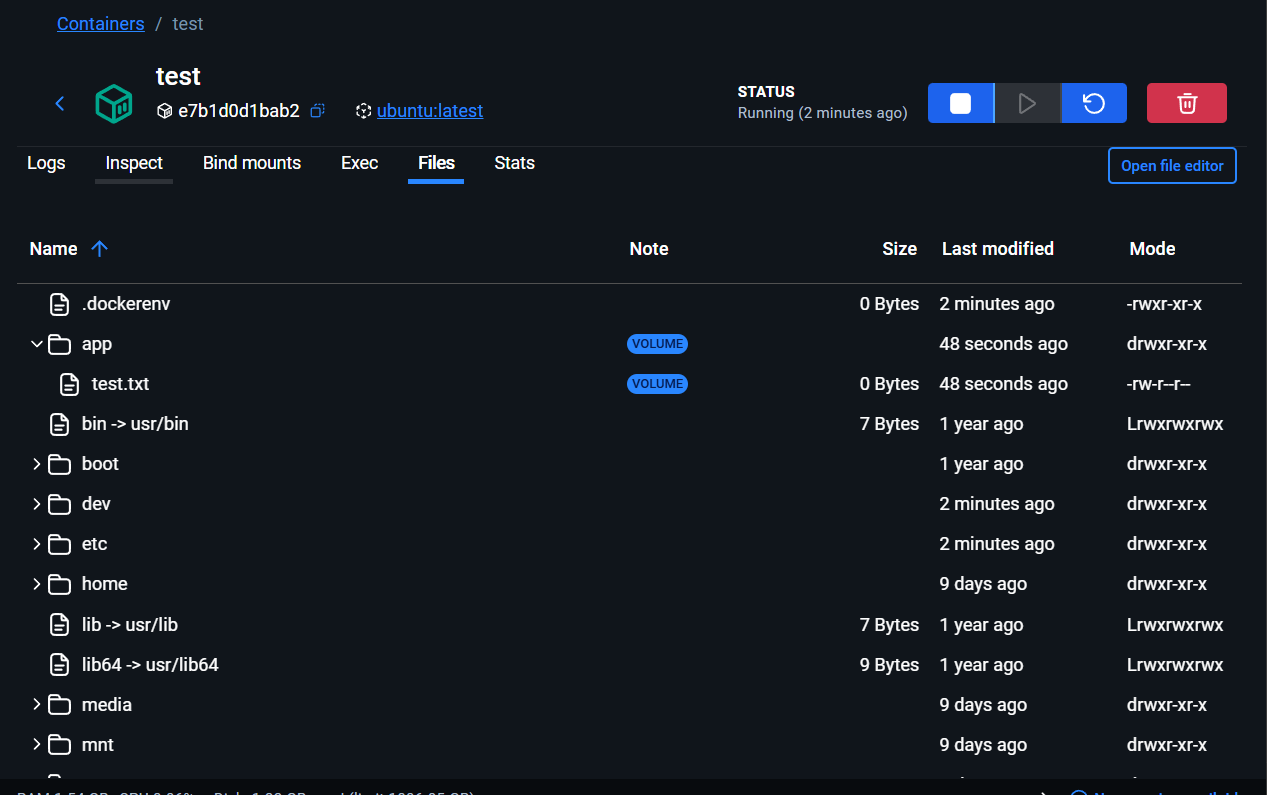 Containers / test
test
e7b1d0d1bab2 ubuntu:latest
STATUS
Running (2 minutes ago)
Logs Inspect Bind mounts Exec Files Stats
Open file editor
Name Note Size Last modified Mode
.dockerenv 0 Bytes 2 minutes ago -rwxr-xr-x
app VOLUME 48 seconds ago drwxr-xr-x
test.txt VOLUME 0 Bytes 48 seconds ago -rw-r--r--
bin -> usr/bin 7 Bytes 1 year ago Lrwxrwxrwx
boot 1 year ago drwxr-xr-x
dev 2 minutes ago drwxr-xr-x
etc 2 minutes ago drwxr-xr-x
home 9 days ago drwxr-xr-x
lib -> usr/lib 7 Bytes 1 year ago Lrwxrwxrwx
lib64 -> usr/lib64 9 Bytes 1 year ago Lrwxrwxrwx
media 9 days ago drwxr-xr-x
mnt 9 days ago drwxr-xr-x